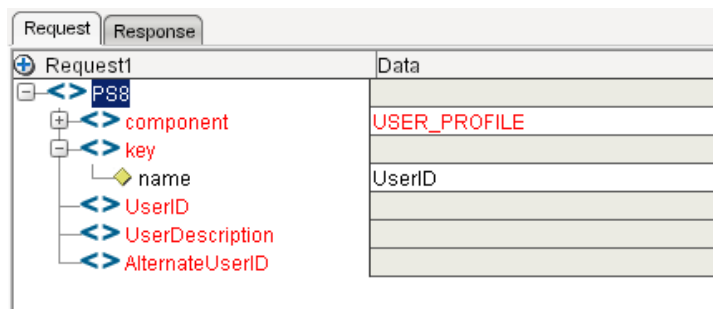 Request Response
Request1 Data
PS8
component USER_PROFILE
key
name UserID
UserID
UserDescription
AlternateUserID